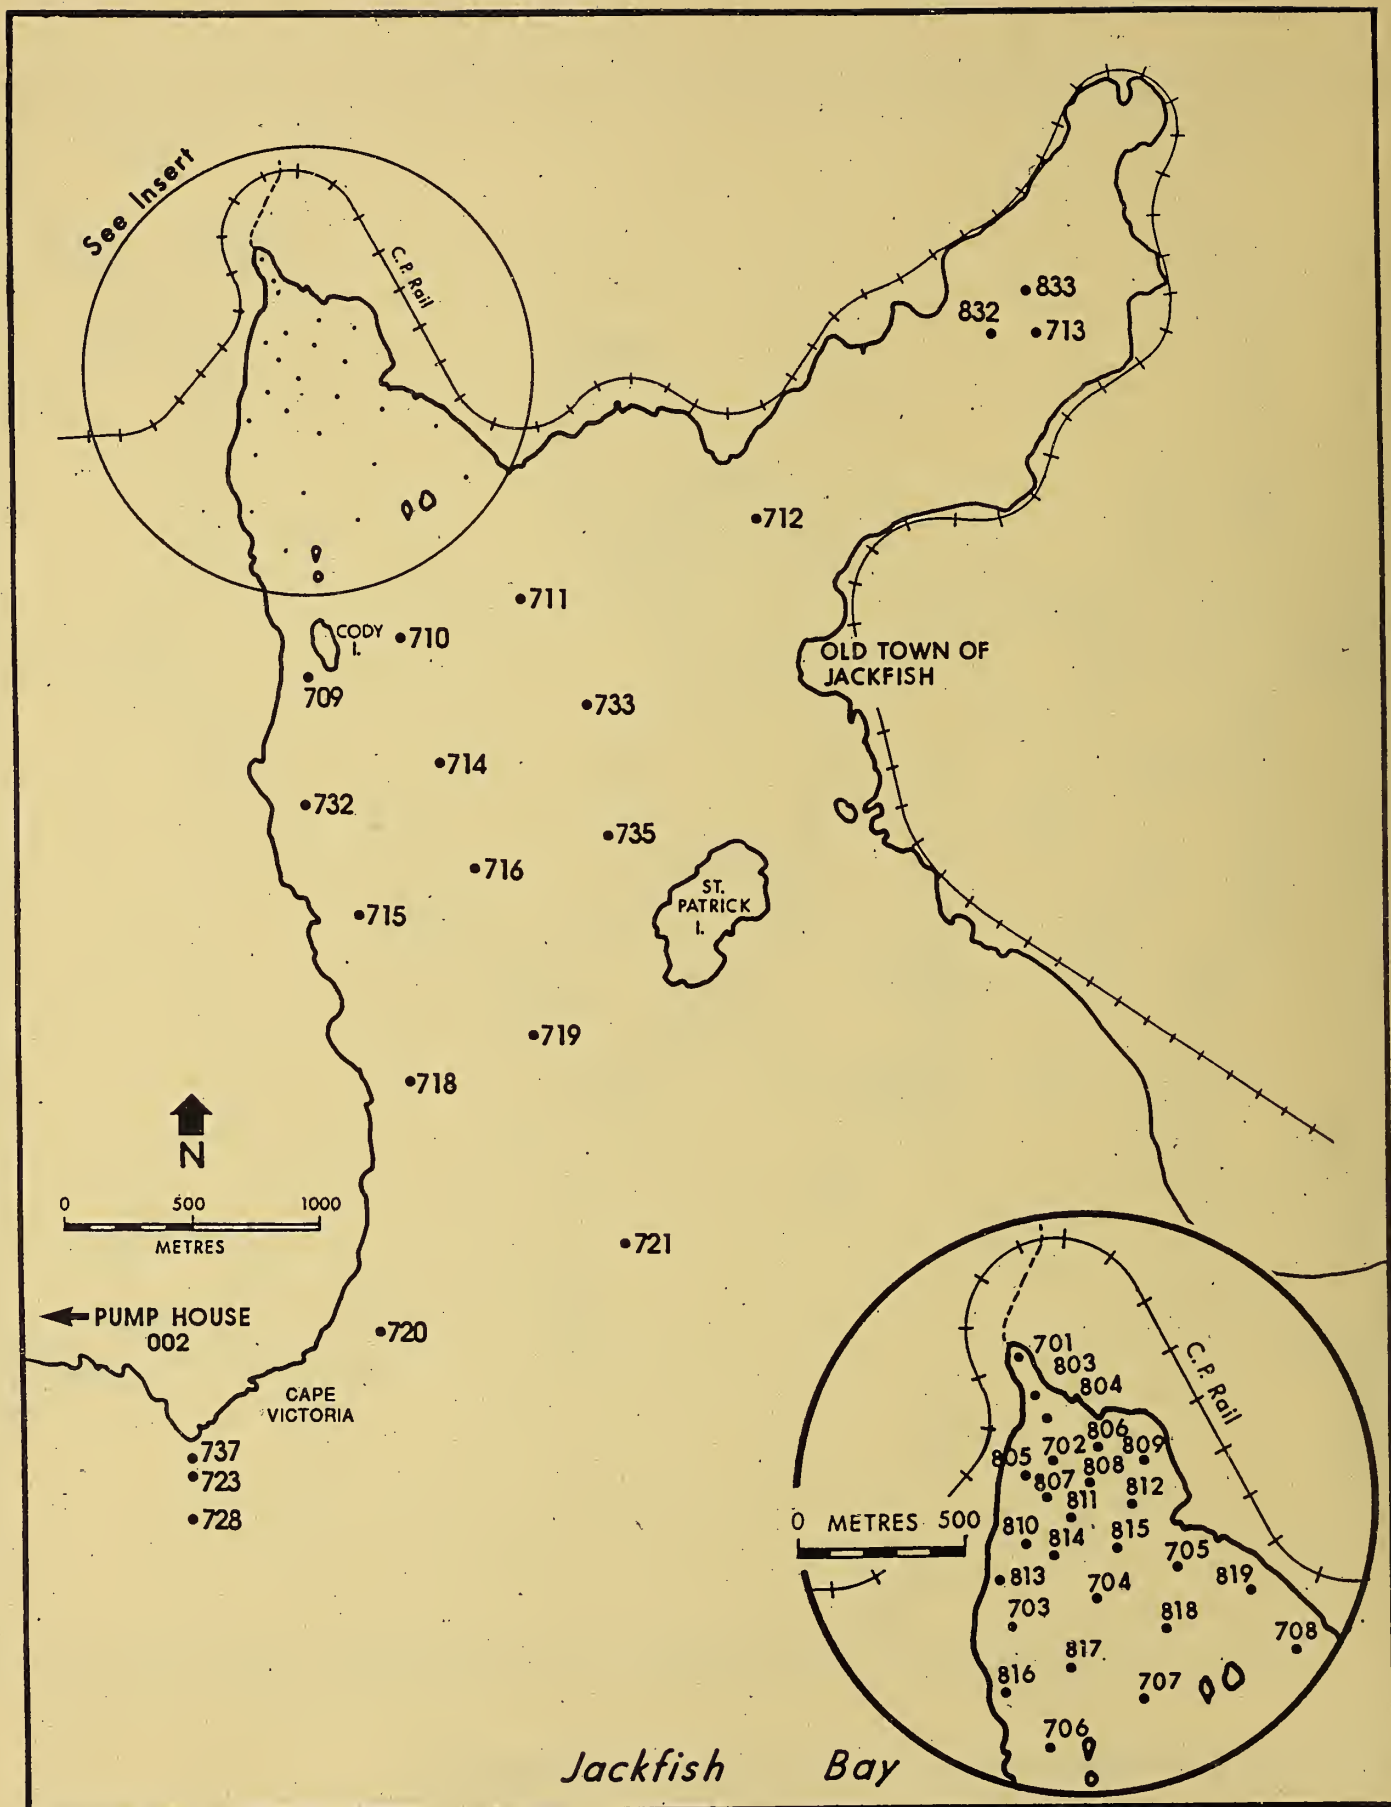 See Insert
C.P. Rail
833
832
713
712
711
CODY
I.
710
709
OLD TOWN OF
JACKFISH
733
714
732
735
716
ST.
PATRICK
I.
715
719
718
N
0 500 1000
METRES
721
PUMP HOUSE
002
720
CAPE
VICTORIA
737
723
728
701
803
804
C.P. Rail
806
702
809
805
808
807
812
811
0 METRES 500
810
814
815
705
813
704
819
703
818
708
817
816
707
706
Jackfish Bay